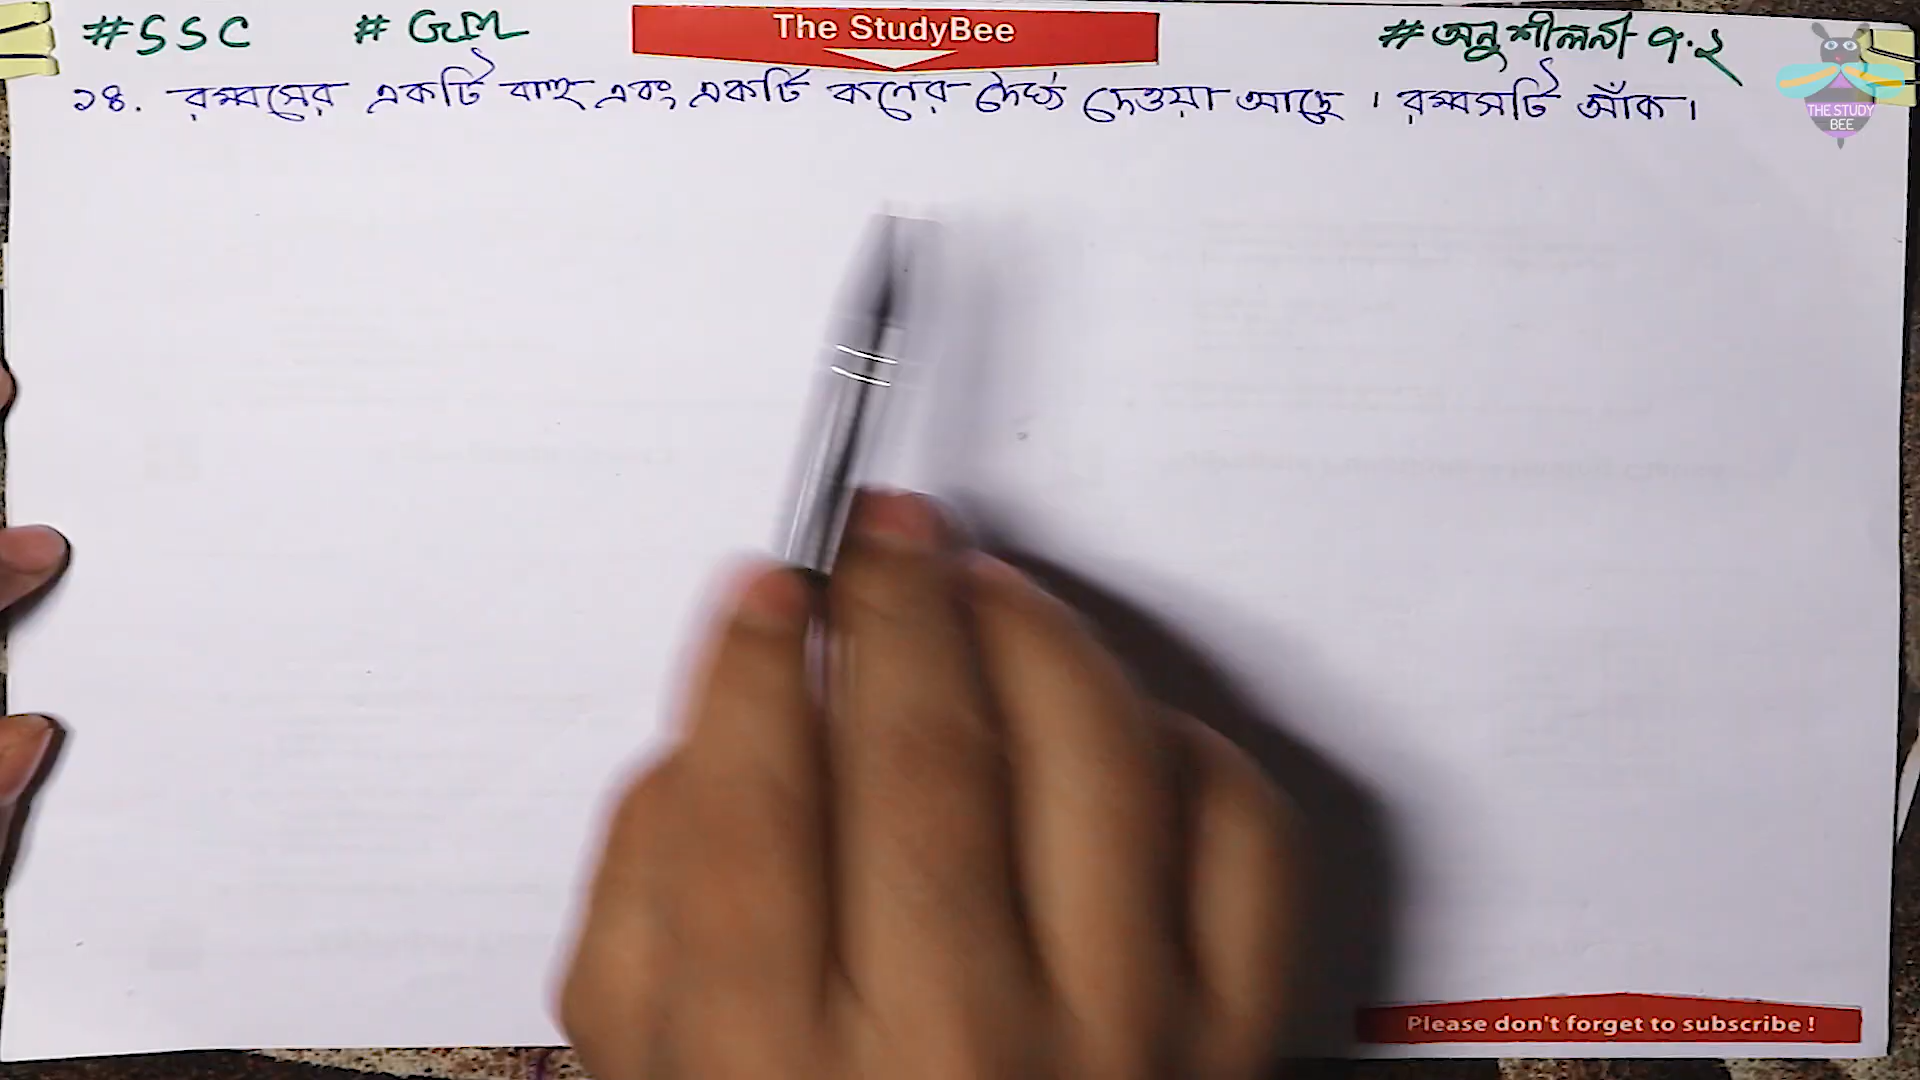 #SSC # GM The StudyBee #অনুশীলনী ৭.২
১৪. রম্বসের একটি বাহু এবং একটি কনের দৈর্ঘ্য দেওয়া আছে । রম্বসটি আঁক।
THE STUDY
BEE
Please don't forget to subscribe !